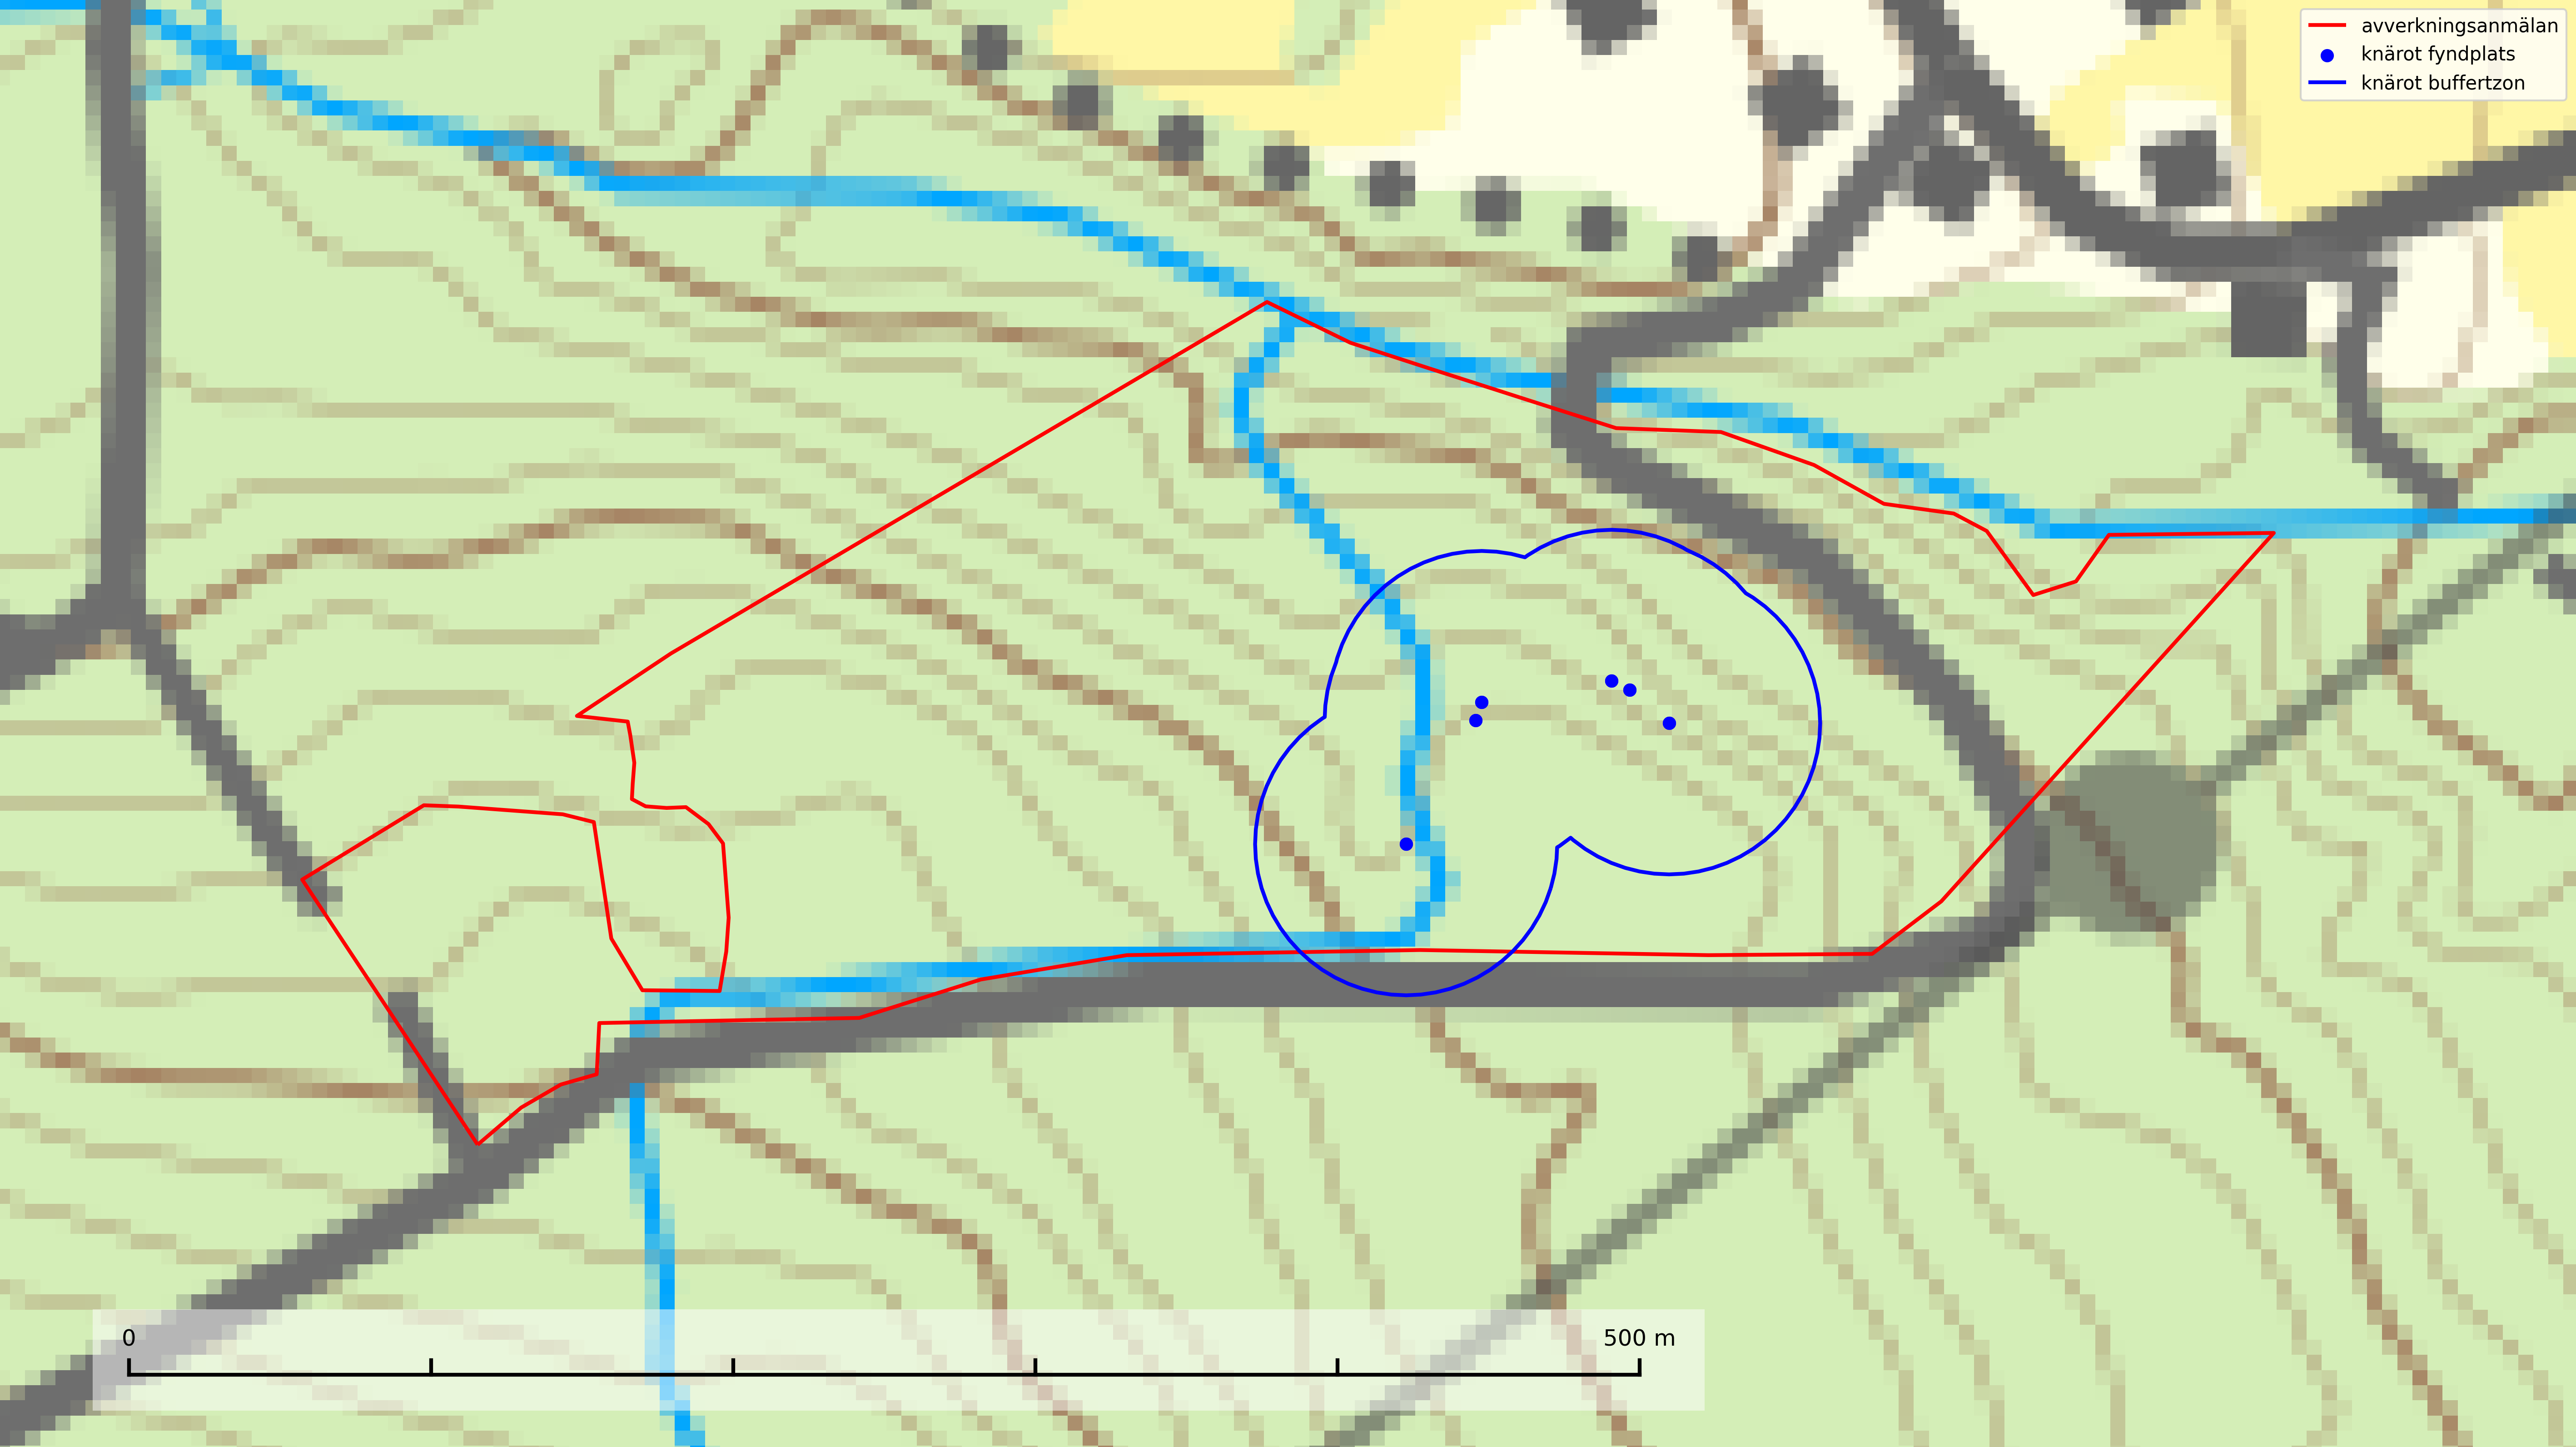 avverkningsanmälan
knärot fyndplats
knärot buffertzon
0
500 m